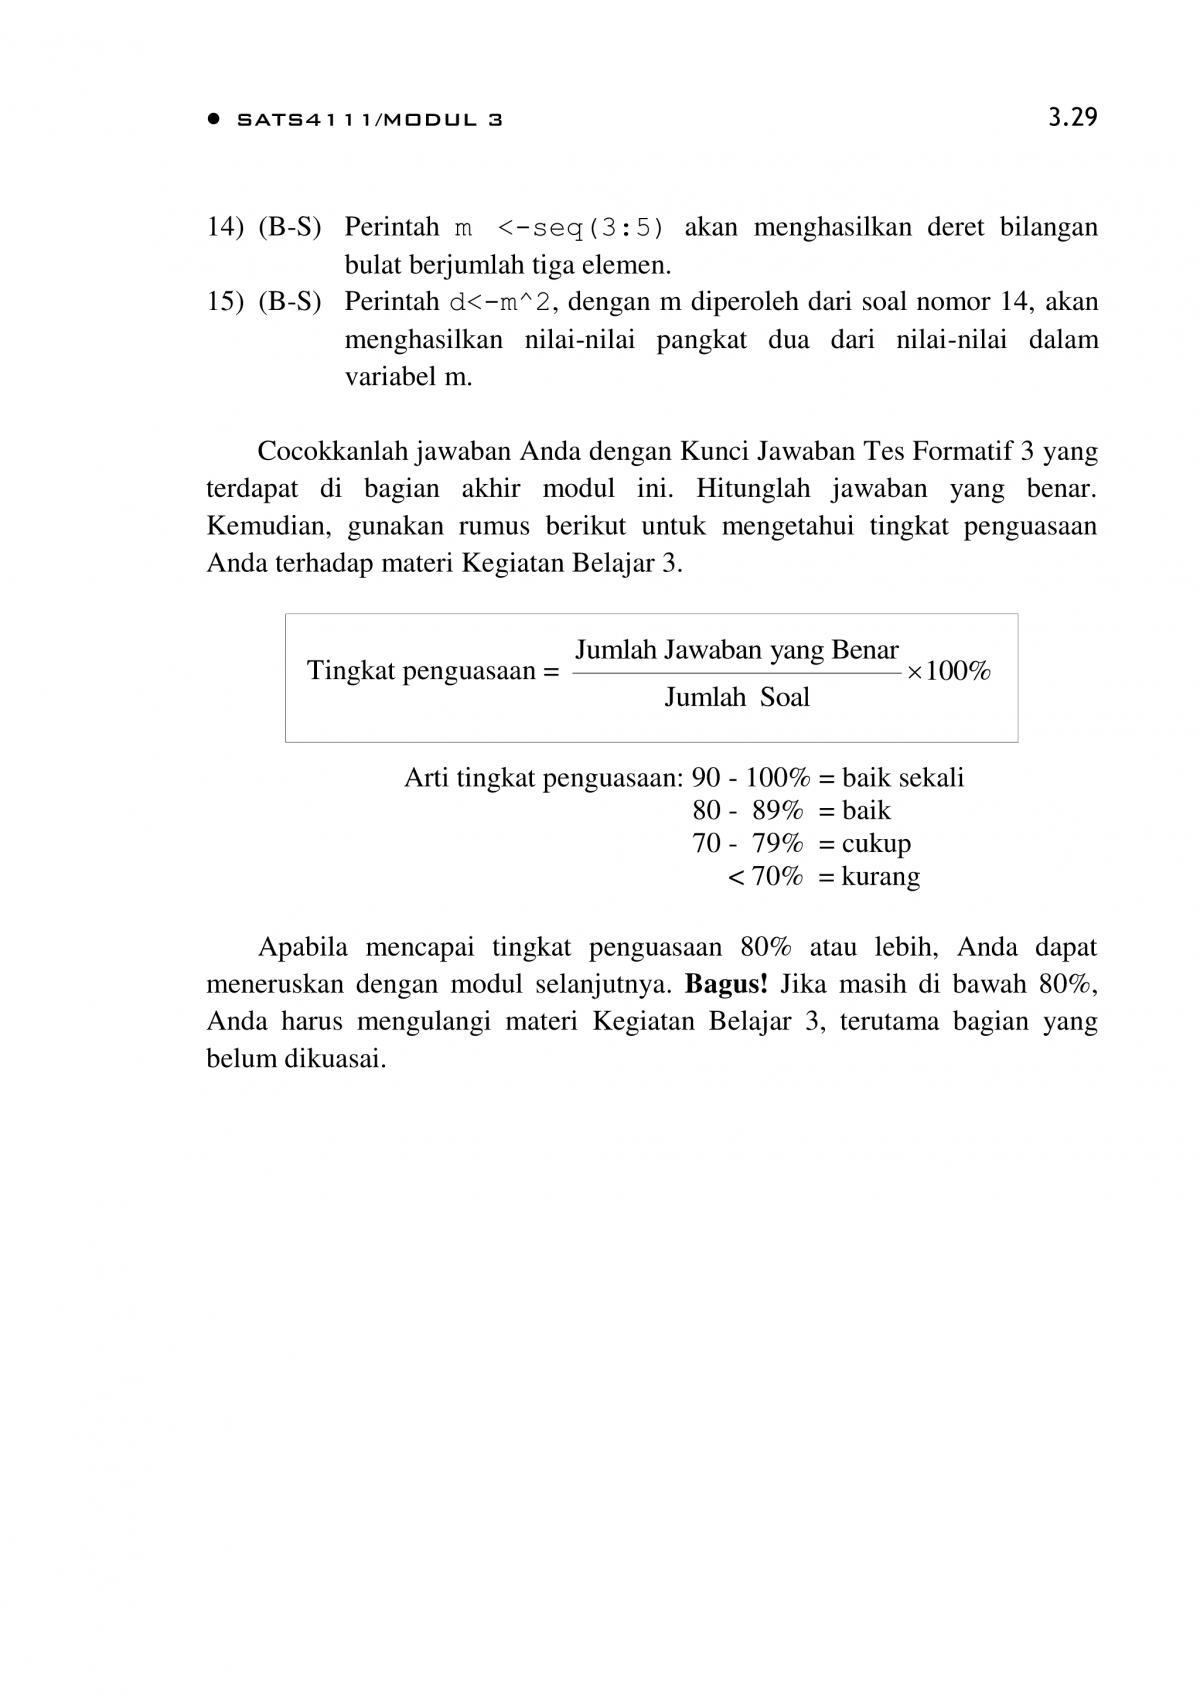 ● SATS4111/MODUL 3 3.29
14) (B-S) Perintah m <-seq(3:5) akan menghasilkan deret bilangan
bulat berjumlah tiga elemen.
15) (B-S) Perintah d<-m^2, dengan m diperoleh dari soal nomor 14, akan
menghasilkan nilai-nilai pangkat dua dari nilai-nilai dalam
variabel m.
Cocokkanlah jawaban Anda dengan Kunci Jawaban Tes Formatif 3 yang
terdapat di bagian akhir modul ini. Hitunglah jawaban yang benar.
Kemudian, gunakan rumus berikut untuk mengetahui tingkat penguasaan
Anda terhadap materi Kegiatan Belajar 3.
Jumlah Jawaban yang Benar
Tingkat penguasaan = ×100%
Jumlah Soal
Arti tingkat penguasaan: 90 - 100% = baik sekali
80 - 89% = baik
70 - 79% = cukup
< 70% = kurang
Apabila mencapai tingkat penguasaan 80% atau lebih, Anda dapat
meneruskan dengan modul selanjutnya. Bagus! Jika masih di bawah 80%,
Anda harus mengulangi materi Kegiatan Belajar 3, terutama bagian yang
belum dikuasai.